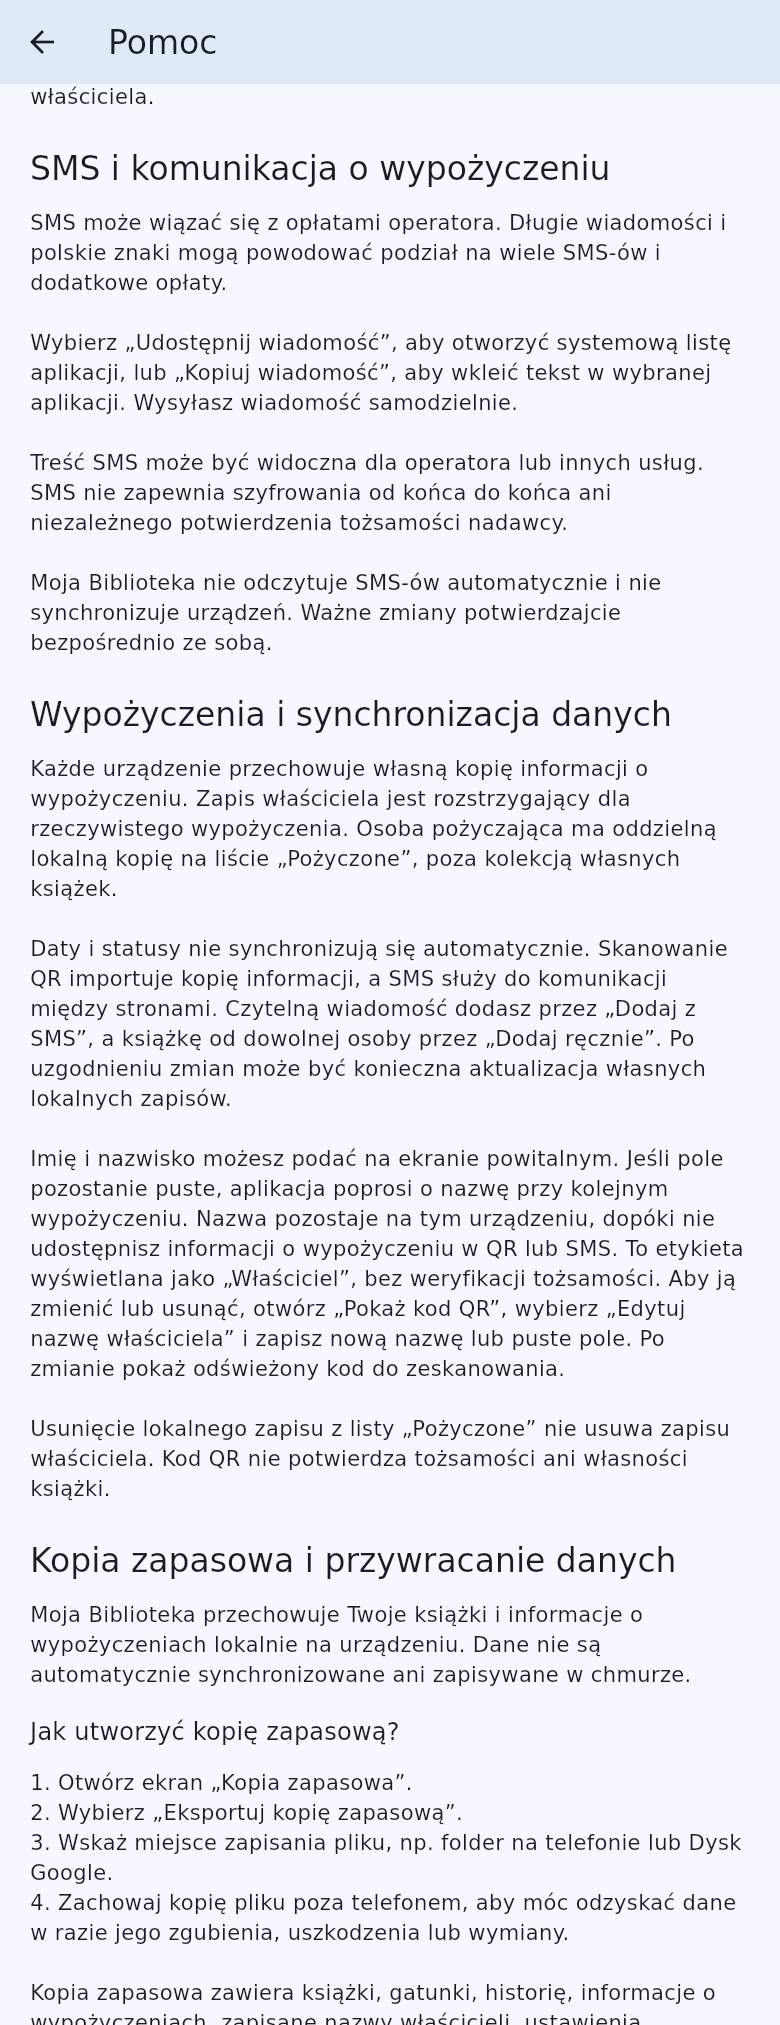 Pomoc
właściciela.
SMS i komunikacja o wypożyczeniu
SMS może wiązać się z opłatami operatora. Długie wiadomości i
polskie znaki mogą powodować podział na wiele SMS-ów i
dodatkowe opłaty.
Wybierz „Udostępnij wiadomość”, aby otworzyć systemową listę
aplikacji, lub „Kopiuj wiadomość”, aby wkleić tekst w wybranej
aplikacji. Wysyłasz wiadomość samodzielnie.
Treść SMS może być widoczna dla operatora lub innych usług.
SMS nie zapewnia szyfrowania od końca do końca ani
niezależnego potwierdzenia tożsamości nadawcy.
Moja Biblioteka nie odczytuje SMS-ów automatycznie i nie
synchronizuje urządzeń. Ważne zmiany potwierdzajcie
bezpośrednio ze sobą.
Wypożyczenia i synchronizacja danych
Każde urządzenie przechowuje własną kopię informacji o
wypożyczeniu. Zapis właściciela jest rozstrzygający dla
rzeczywistego wypożyczenia. Osoba pożyczająca ma oddzielną
lokalną kopię na liście „Pożyczone”, poza kolekcją własnych
książek.
Daty i statusy nie synchronizują się automatycznie. Skanowanie
QR importuje kopię informacji, a SMS służy do komunikacji
między stronami. Czytelną wiadomość dodasz przez „Dodaj z
SMS”, a książkę od dowolnej osoby przez „Dodaj ręcznie”. Po
uzgodnieniu zmian może być konieczna aktualizacja własnych
lokalnych zapisów.
Imię i nazwisko możesz podać na ekranie powitalnym. Jeśli pole
pozostanie puste, aplikacja poprosi o nazwę przy kolejnym
wypożyczeniu. Nazwa pozostaje na tym urządzeniu, dopóki nie
udostępnisz informacji o wypożyczeniu w QR lub SMS. To etykieta
wyświetlana jako „Właściciel”, bez weryfikacji tożsamości. Aby ją
zmienić lub usunąć, otwórz „Pokaż kod QR”, wybierz „Edytuj
nazwę właściciela” i zapisz nową nazwę lub puste pole. Po
zmianie pokaż odświeżony kod do zeskanowania.
Usunięcie lokalnego zapisu z listy „Pożyczone” nie usuwa zapisu
właściciela. Kod QR nie potwierdza tożsamości ani własności
książki.
Kopia zapasowa i przywracanie danych
Moja Biblioteka przechowuje Twoje książki i informacje o
wypożyczeniach lokalnie na urządzeniu. Dane nie są
automatycznie synchronizowane ani zapisywane w chmurze.
Jak utworzyć kopię zapasową?
1. Otwórz ekran „Kopia zapasowa”.
2. Wybierz „Eksportuj kopię zapasową”.
3. Wskaż miejsce zapisania pliku, np. folder na telefonie lub Dysk
Google.
4. Zachowaj kopię pliku poza telefonem, aby móc odzyskać dane
w razie jego zgubienia, uszkodzenia lub wymiany.
Kopia zapasowa zawiera książki, gatunki, historię, informacje o
wypożyczeniach, zapisane nazwy właścicieli, ustawienia